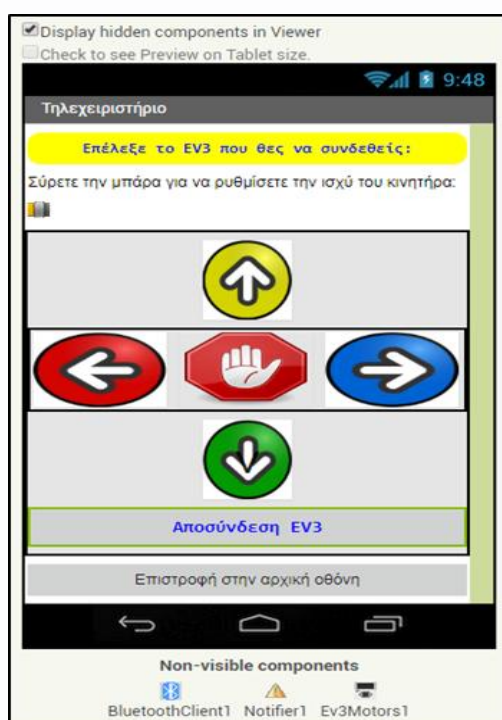 Display hidden components in Viewer
Check to see Preview on Tablet size.
9:48
Τηλεχειριστήριο
Επέλεξε το EV3 που θες να συνδεθείς:
Σύρετε την μπάρα για να ρυθμίσετε την ισχύ του κινητήρα:
Αποσύνδεση EV3
Επιστροφή στην αρχική οθόνη
Non-visible components
BluetoothClient1 Notifier1 Ev3Motors1